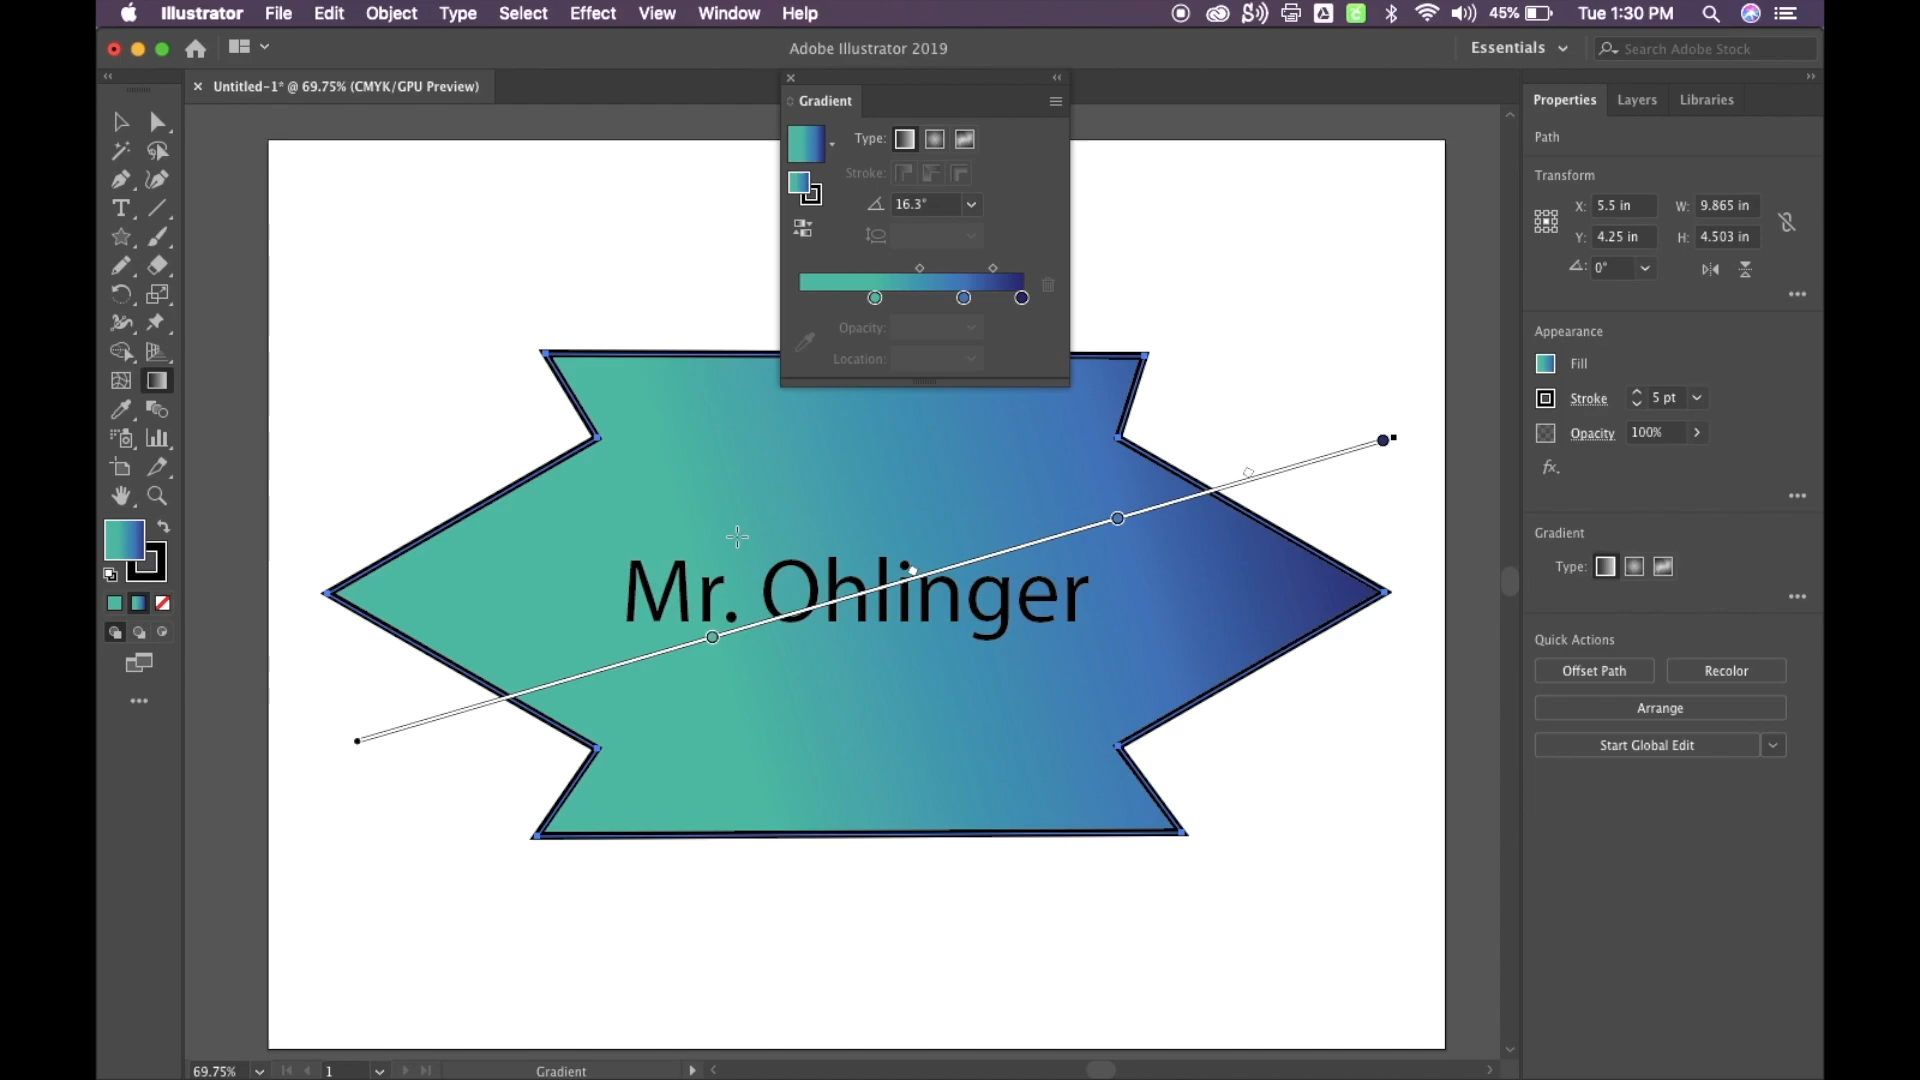 Illustrator File Edit Object Type Select Effect View Window Help 45% Tue 1:30 PM
Adobe Illustrator 2019 Essentials Search Adobe Stock
× Untitled-1* @ 69.75% (CMYK/GPU Preview)
Gradient
Type:
Stroke:
16.3°
Opacity:
Location:
Mr. Ohlinger
Properties Layers Libraries
Path
Transform
X: 5.5 in W: 9.865 in
Y: 4.25 in H: 4.503 in
0°
Appearance
Fill
Stroke 5 pt
Opacity 100%
fx.
Gradient
Type:
Quick Actions
Offset Path Recolor
Arrange
Start Global Edit
69.75% 1 Gradient